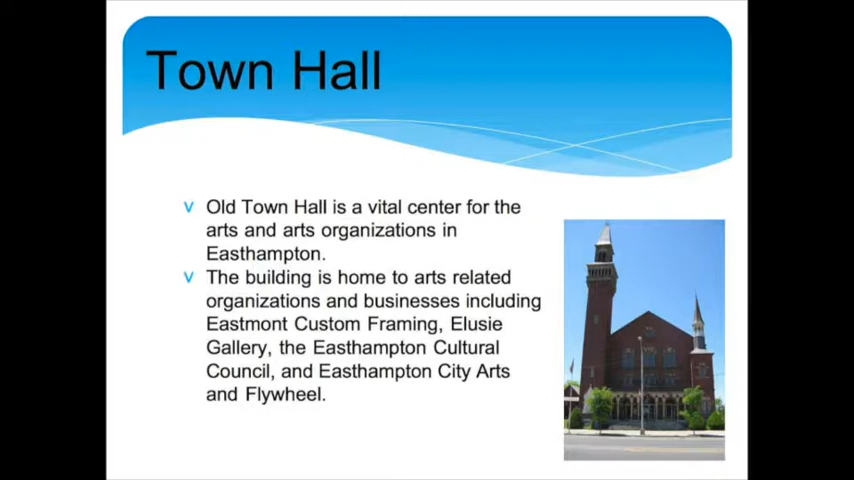 Town Hall
v Old Town Hall is a vital center for the
arts and arts organizations in
Easthampton.
v The building is home to arts related
organizations and businesses including
Eastmont Custom Framing, Elusie
Gallery, the Easthampton Cultural
Council, and Easthampton City Arts
and Flywheel.